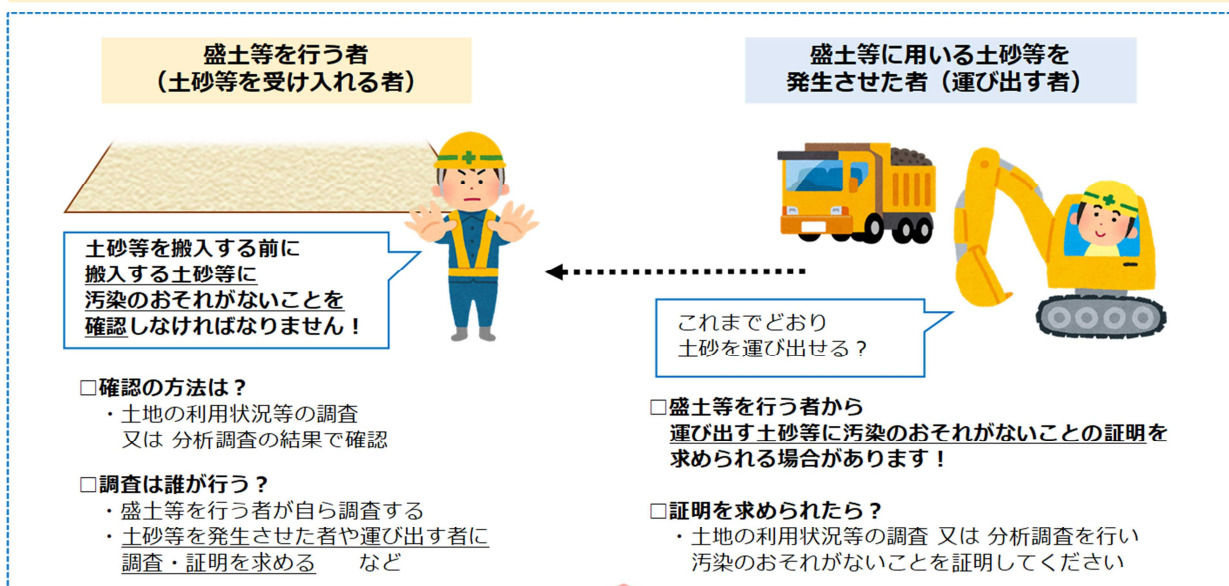 盛土等を行う者
（土砂等を受け入れる者）
土砂等を搬入する前に
搬入する土砂等に
汚染のおそれがないことを
確認しなければなりません！
□確認の方法は？
・土地の利用状況等の調査
又は 分析調査の結果で確認
□調査は誰が行う？
・盛土等を行う者が自ら調査する
・土砂等を発生させた者や運び出す者に
調査・証明を求める　　など
盛土等に用いる土砂等を
発生させた者（運び出す者）
これまでどおり
土砂を運び出せる？
□盛土等を行う者から
運び出す土砂等に汚染のおそれがないことの証明を
求められる場合があります！
□証明を求められたら？
・土地の利用状況等の調査 又は 分析調査を行い
汚染のおそれがないことを証明してください